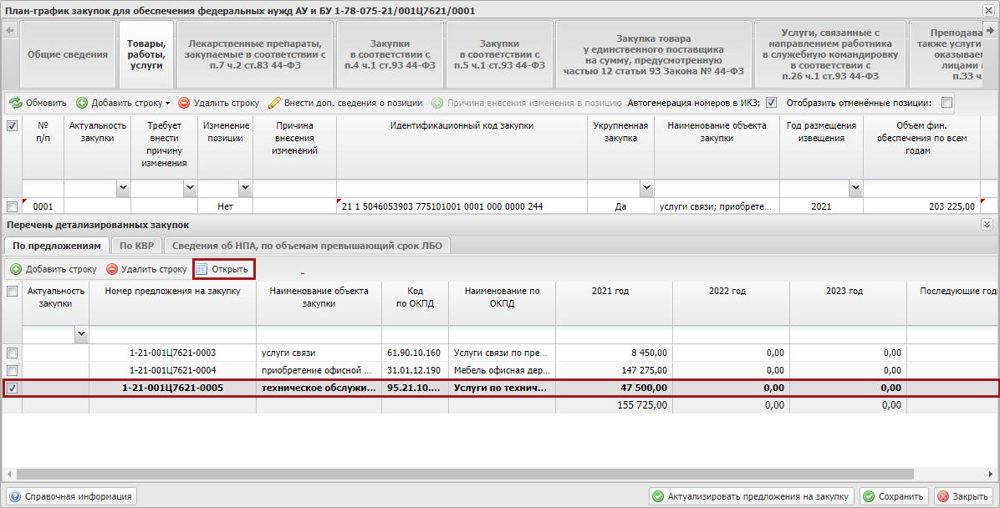 План-график закупок для обеспечения федеральных нужд АУ и БУ 1-78-075-21/001Ц7621/0001
Общие сведения
Товары,
работы,
услуги
Лекарственные препараты,
закупаемые в соответствии с
п.7 ч.2 ст.83 44-ФЗ
Закупки
в соответствии с
п.4 ч.1 ст.93 44-ФЗ
Закупки
в соответствии с
п.5 ч.1 ст.93 44-ФЗ
Закупка товара
у единственного поставщика
на сумму, предусмотренную
частью 12 статьи 93 Закона № 44-ФЗ
Услуги, связанные с
направлением работника
в служебную командировку
в соответствии с
п.26 ч.1 ст.93 44-ФЗ
Преподава
также услуги
оказываем
лицами
п.33 ч.
Обновить Добавить строку Удалить строку Внести доп. сведения о позиции Причина внесения изменения в позицию Автогенерация номеров в ИКЗ: Отобразить отменённые позиции:
№
п/п
Актуальность
закупки
Требует
внести
причину
изменения
Изменение
позиции
Причина
внесения
изменений
Идентификационный код закупки
Укрупненная
закупка
Наименование объекта
закупки
Год размещения
извещения
Объем фин.
обеспечения по всем
годам
0001 Нет 21 1 5046053903 775101001 0001 000 0000 244 Да услуги связи; приобрете... 2021 203 225,00
Перечень детализированных закупок
По предложениям По КВР Сведения об НПА, по объемам превышающий срок ЛБО
Добавить строку Удалить строку Открыть
Актуальность
закупки
Номер предложения на закупку
Наименование объекта
закупки
Код
по ОКПД
Наименование по
ОКПД
2021 год 2022 год 2023 год Последующие год
1-21-001Ц7621-0003 услуги связи 61.90.10.160 Услуги связи по пре... 8 450,00 0,00 0,00
1-21-001Ц7621-0004 приобретение офисной ... 31.01.12.190 Мебель офисная дер... 147 275,00 0,00 0,00
1-21-001Ц7621-0005 техническое обслужи... 95.21.10.... Услуги по технич... 47 500,00 0,00 0,00
155 725,00 0,00 0,00
Справочная информация Актуализировать предложения на закупку Сохранить Закрыть